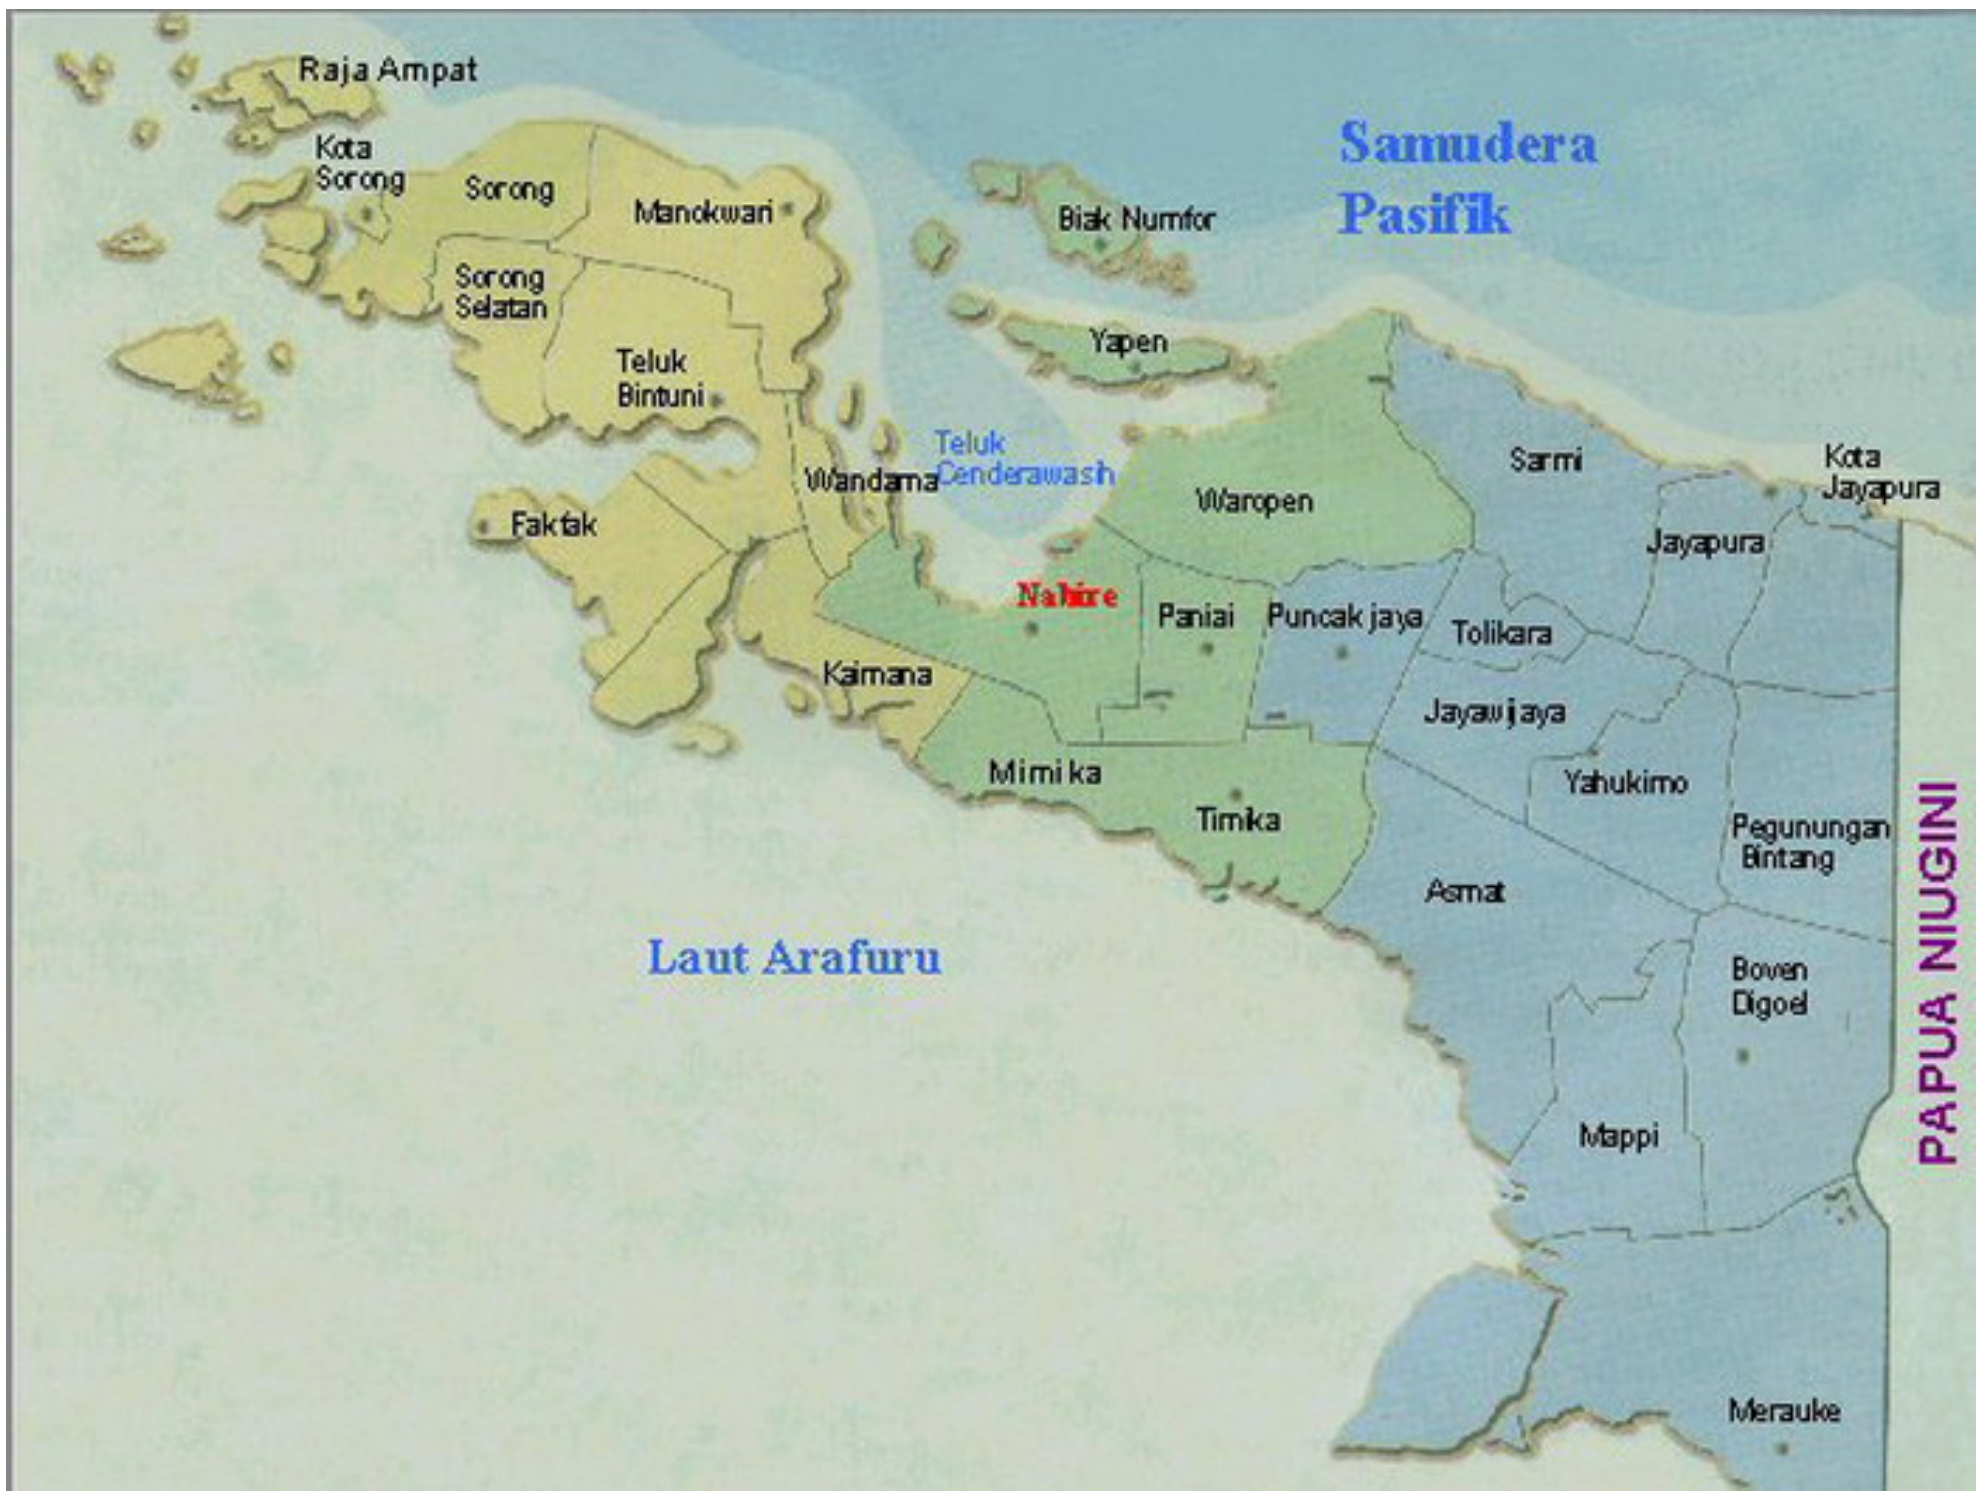 Raja Ampat
Kota
Sorong
Sorong
Manokwari
Samudera
Pasifik
Biak Numfor
Sorong
Selatan
Teluk
Bintuni
Yapen
Teluk
Cenderawasih
Wandama
Waropen
Sarmi
Kota
Jayapura
Faktak
Jayapura
Nabire
Paniai
Puncak jaya
Tolikara
Kaimana
Jayawijaya
Mimika
Yahukimo
Timika
Pegunungan
Bintang
PAPUA NIUGINI
Asmat
Laut Arafuru
Boven
Digoel
Mappi
Merauke